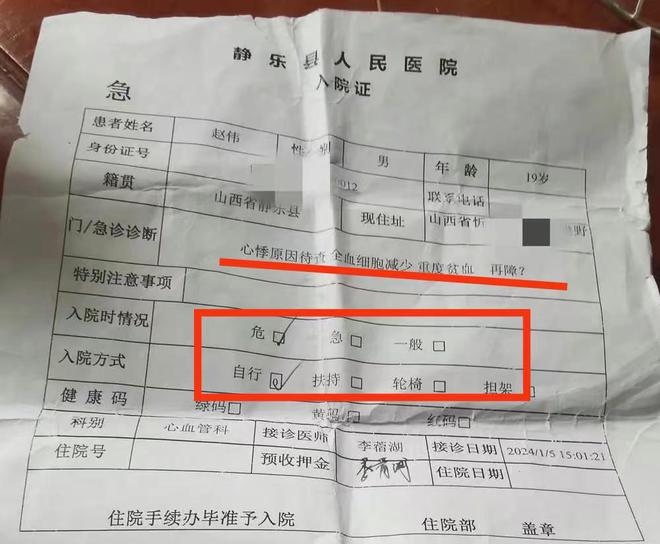 静乐县人民医院
急
入院证
患者姓名 赵伟 性别 男 年龄 19岁
身份证号 012 联系电话
籍贯 山西省静乐县 现住址 山西省忻 野
门/急诊诊断 心悸原因待查 全血细胞减少 重度贫血 再障?
特别注意事项
入院时情况 危☑ 急□ 一般□
入院方式 自行☑ 扶持□ 轮椅□ 担架□
健康码 绿码□ 黄码□ 红码□
科别 心血管科 接诊医师 李蓿湖 接诊日期 2024/1/5 15:01:21
住院号 预收押金 住院日期
住院手续办毕准予入院 住院部 盖章